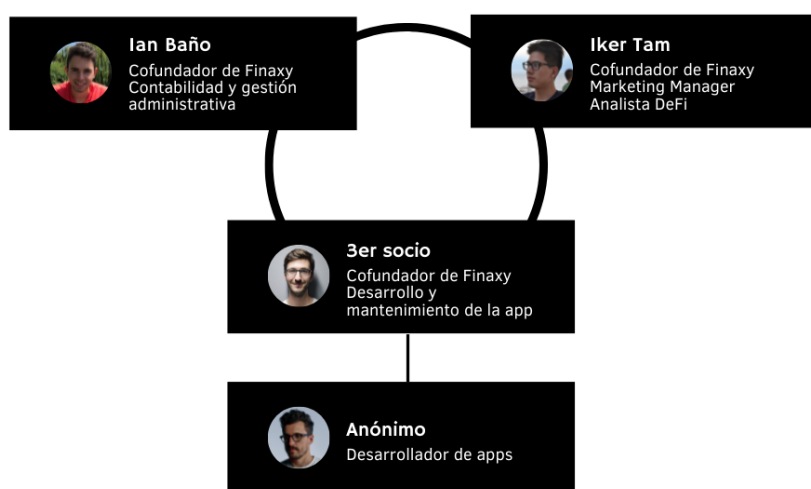 Ian Baño
Cofundador de Finaxy
Contabilidad y gestión
administrativa
Iker Tam
Cofundador de Finaxy
Marketing Manager
Analista DeFi
3er socio
Cofundador de Finaxy
Desarrollo y
mantenimiento de la app
Anónimo
Desarrollador de apps